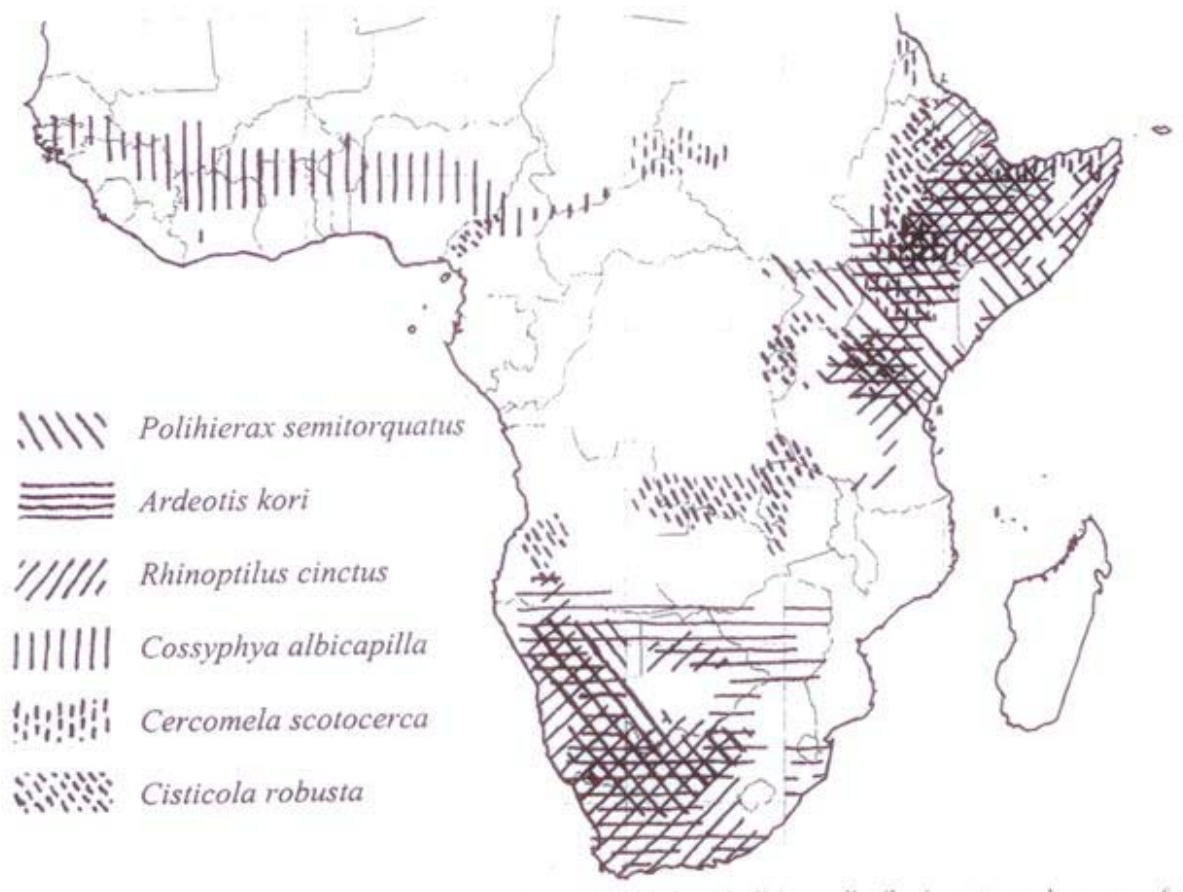 Polihierax semitorquatus
Ardeotis kori
Rhinoptilus cinctus
Cossyphya albicapilla
Cercomela scotocerca
Cisticola robusta